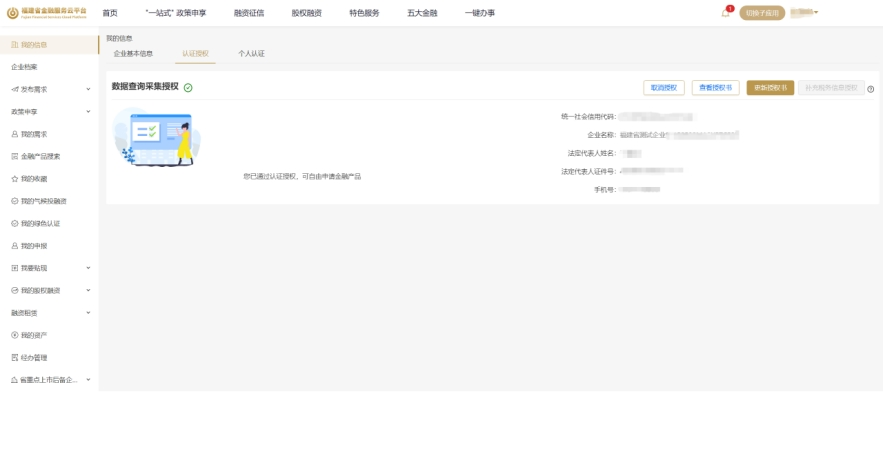 福建省金融服务云平台
首页 "一站式" 政策申享 融资征信 股权融资 特色服务 五大金融 一键办事 1 切换子应用
我的信息
企业基本信息 认证授权 个人认证
我的信息
企业档案
发布需求
政策申享
我的需求
金融产品搜索
我的收藏
我的气候投融资
我的绿色认证
我的申报
我要贴现
我的股权融资
融资租赁
我的资产
经办管理
省重点上市后备企...
数据查询采集授权
取消授权 查看授权书 更新授权书 补充税务信息授权
您已通过认证授权，可自由申请金融产品
统一社会信用代码：
企业名称：福建省测试企业
法定代表人姓名：
法定代表人证件号：
手机号：